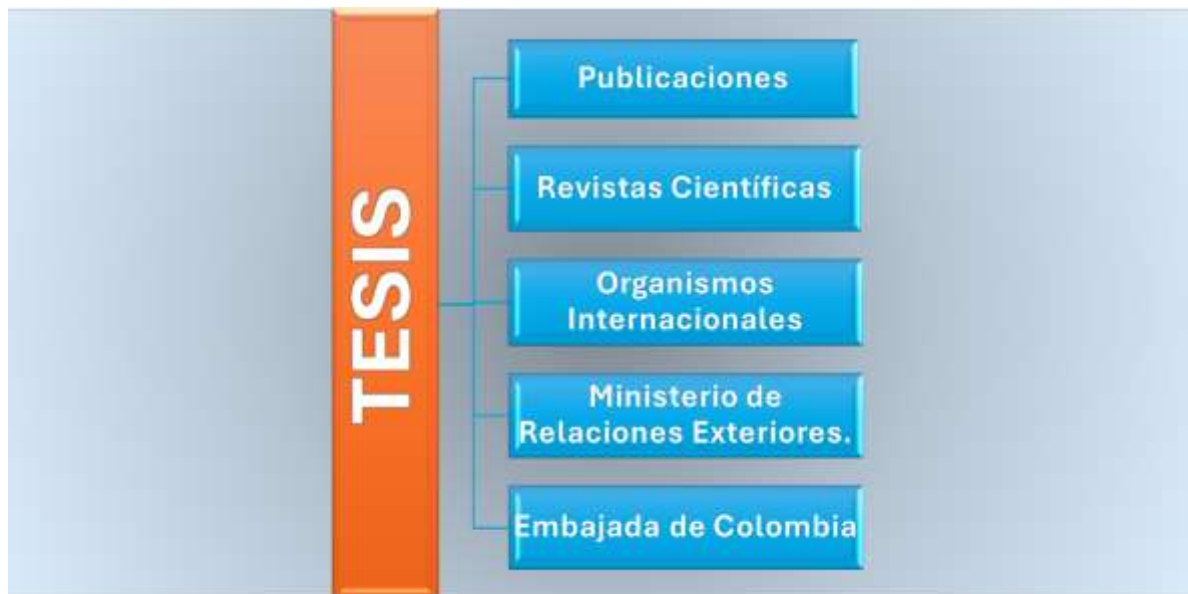 TESIS
Publicaciones
Revistas Científicas
Organismos
Internacionales
Ministerio de
Relaciones Exteriores.
Embajada de Colombia